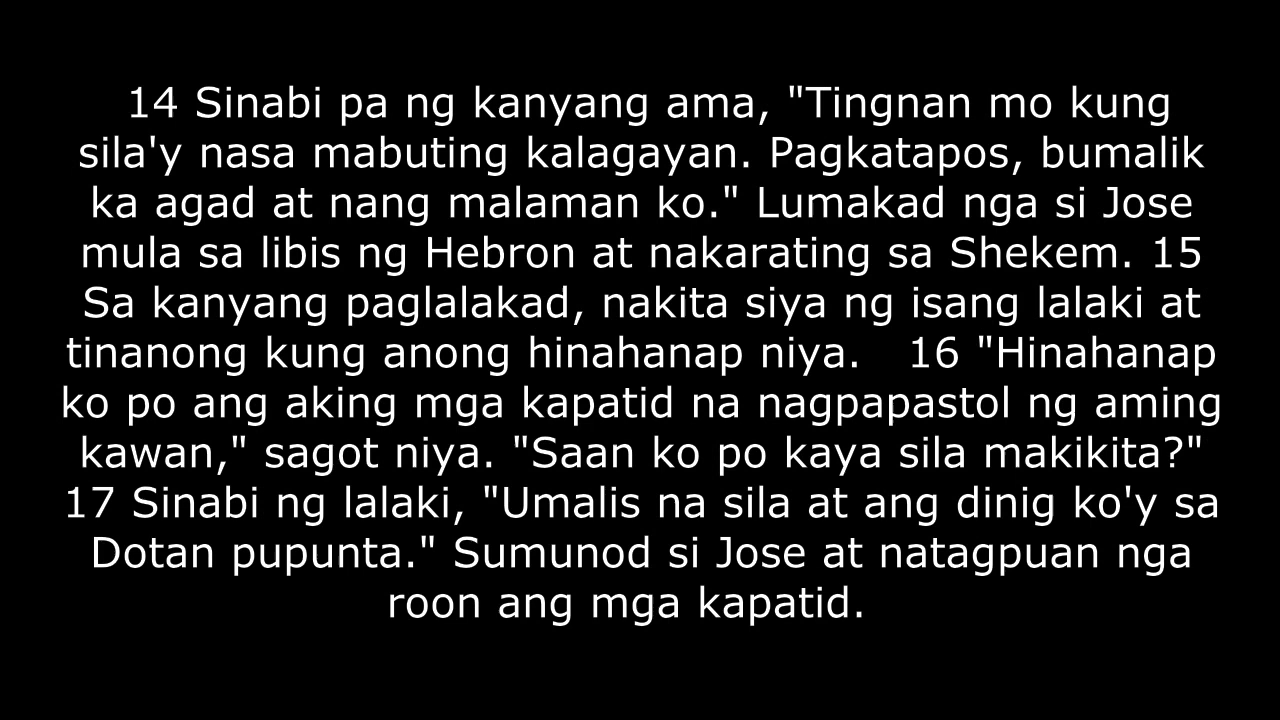 14 Sinabi pa ng kanyang ama, "Tingnan mo kung
sila'y nasa mabuting kalagayan. Pagkatapos, bumalik
ka agad at nang malaman ko." Lumakad nga si Jose
mula sa libis ng Hebron at nakarating sa Shekem. 15
Sa kanyang paglalakad, nakita siya ng isang lalaki at
tinanong kung anong hinahanap niya.   16 "Hinahanap
ko po ang aking mga kapatid na nagpapastol ng aming
kawan," sagot niya. "Saan ko po kaya sila makikita?"
17 Sinabi ng lalaki, "Umalis na sila at ang dinig ko'y sa
Dotan pupunta." Sumunod si Jose at natagpuan nga
roon ang mga kapatid.